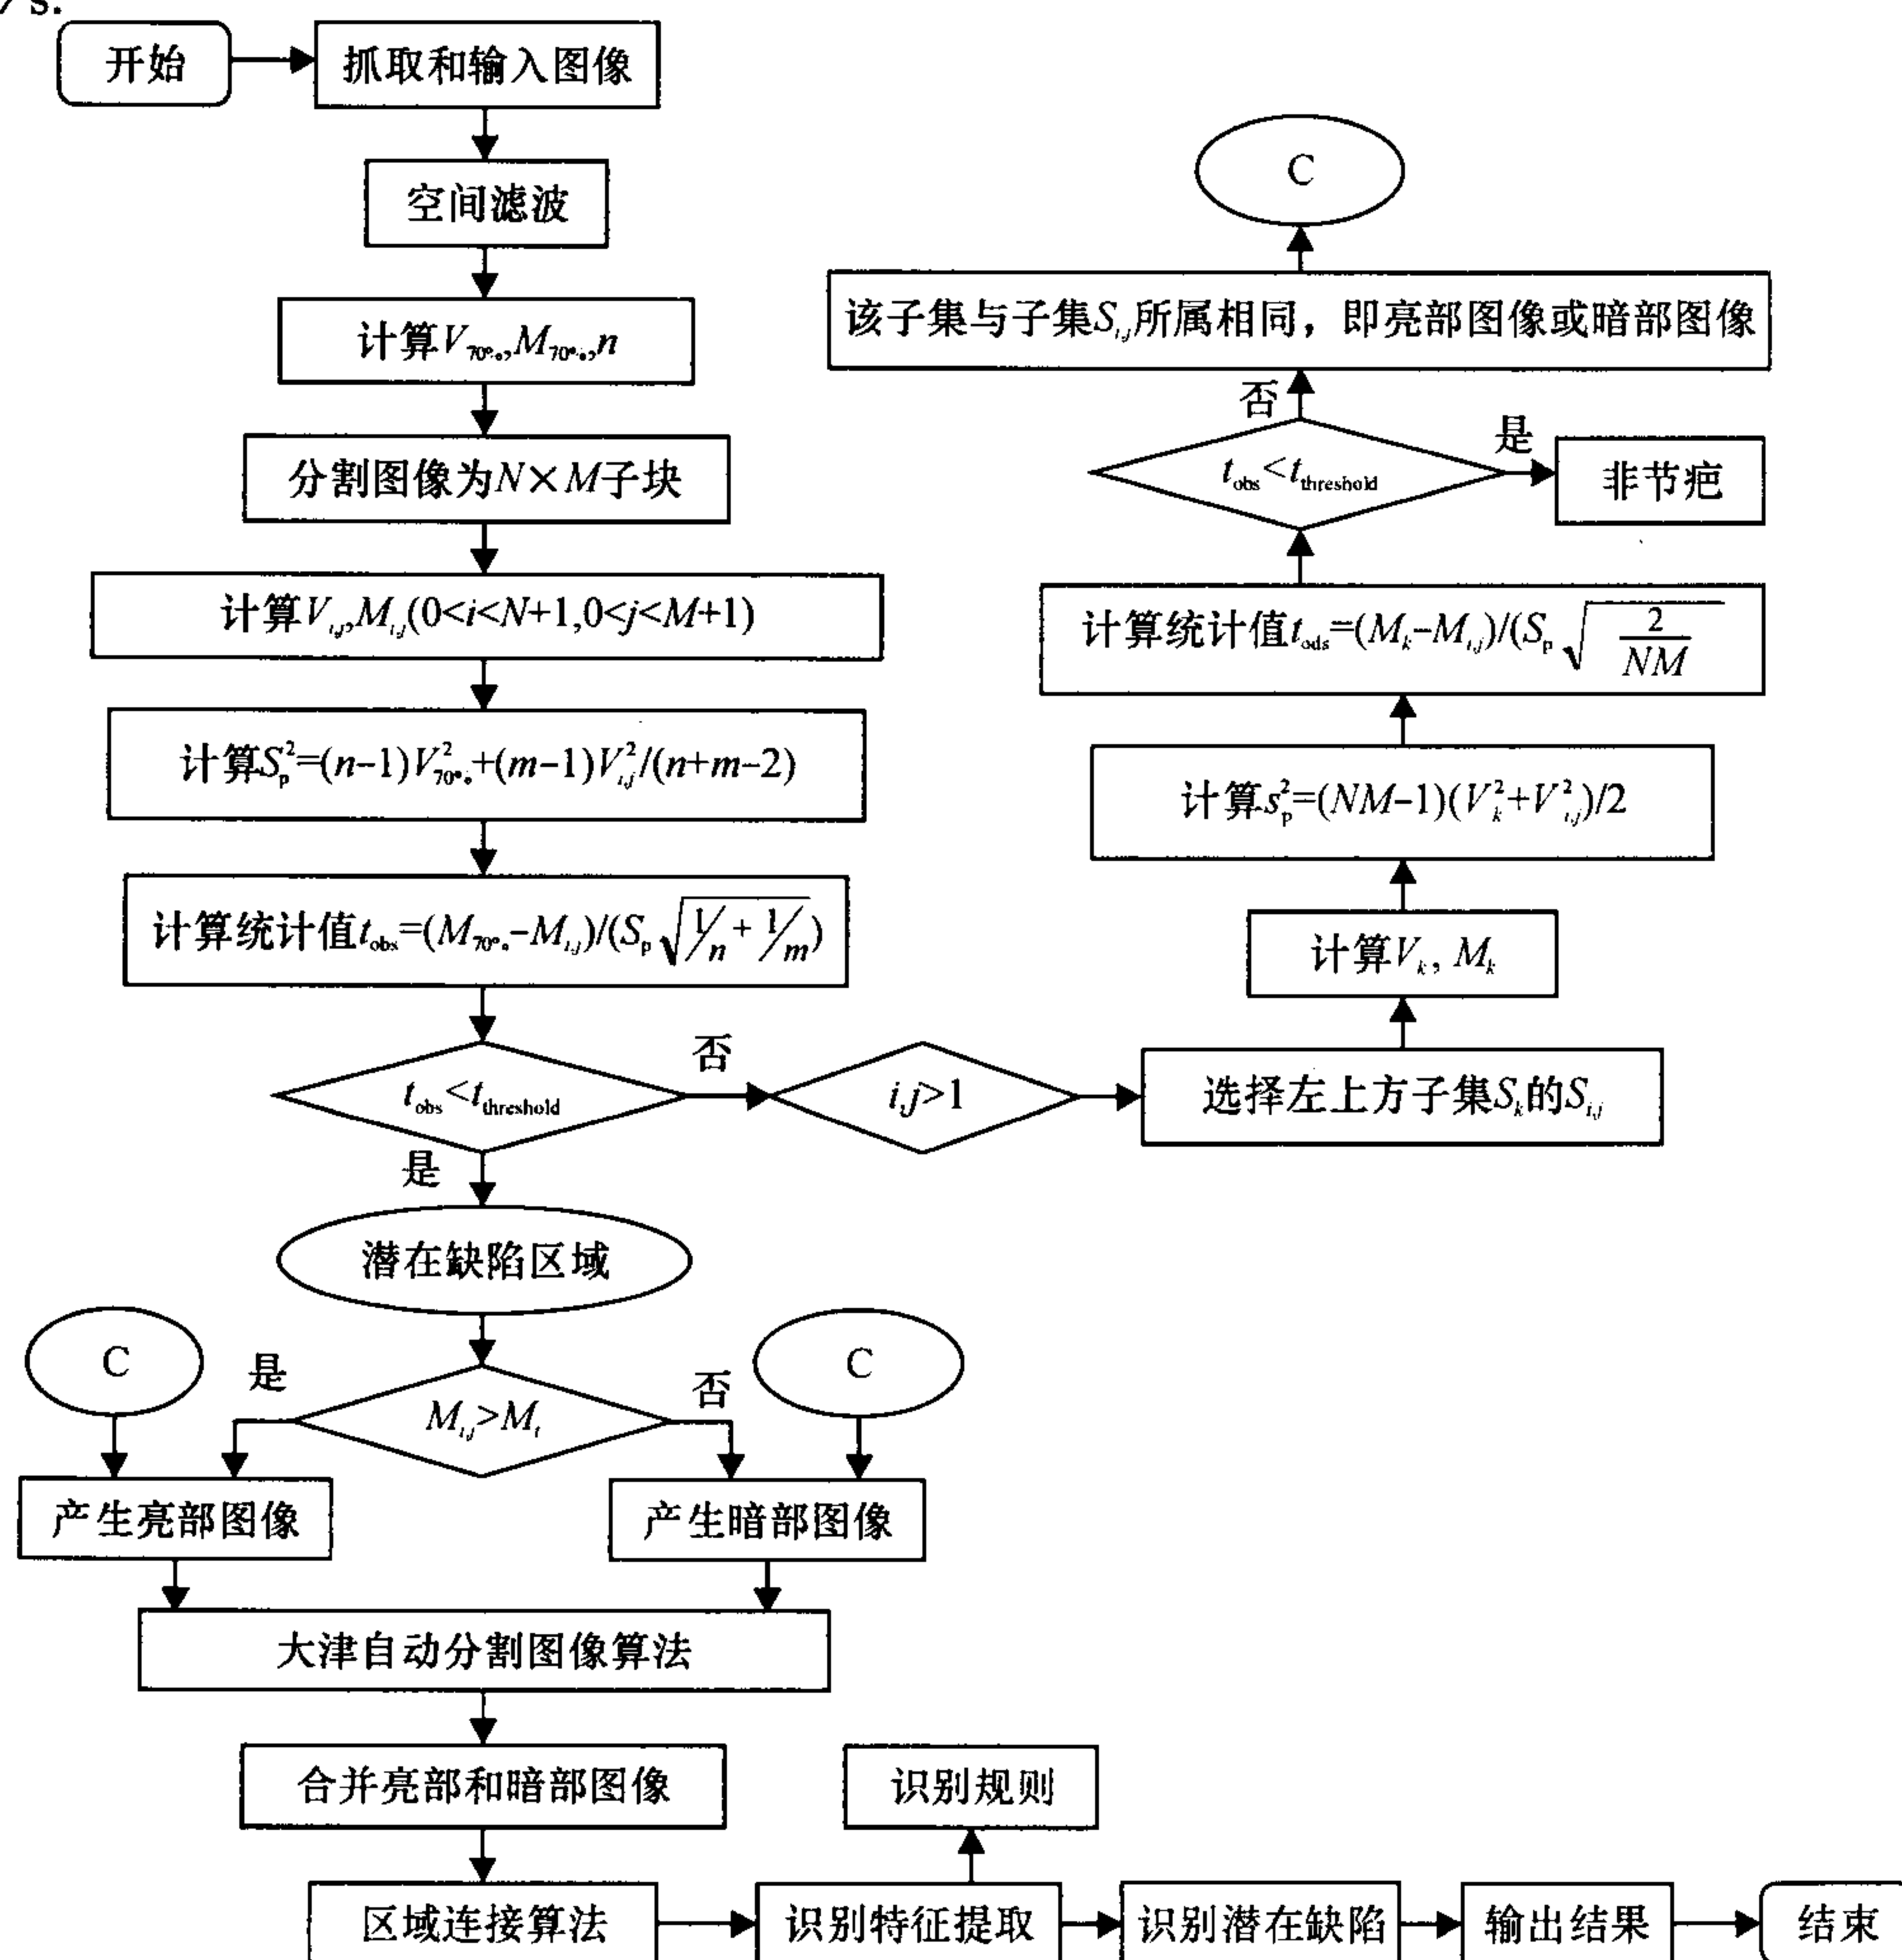 / s.
开始
抓取和输入图像
空间滤波
计算V70%,M70%,n
分割图像为N×M子块
计算Vi,j,Mi,j(0<i<N+1,0<j<M+1)
计算Sp²=(n-1)V70%²+(m-1)Vi,j²/(n+m-2)
计算统计值tobs=(M70%-Mi,j)/(Sp√1/n+1/m)
tobs<tthreshold
否
是
i,j>1
选择左上方子集Sk的Si,j
计算Vk, Mk
计算sp²=(NM-1)(Vk²+Vi,j²)/2
计算统计值tods=(Mk-Mi,j)/(Sp√2/NM
tobs<tthreshold
是
非节疤
否
该子集与子集Si,j所属相同，即亮部图像或暗部图像
C
潜在缺陷区域
C
是
Mi,j>Mt
否
C
产生亮部图像
产生暗部图像
大津自动分割图像算法
合并亮部和暗部图像
识别规则
区域连接算法
识别特征提取
识别潜在缺陷
输出结果
结束